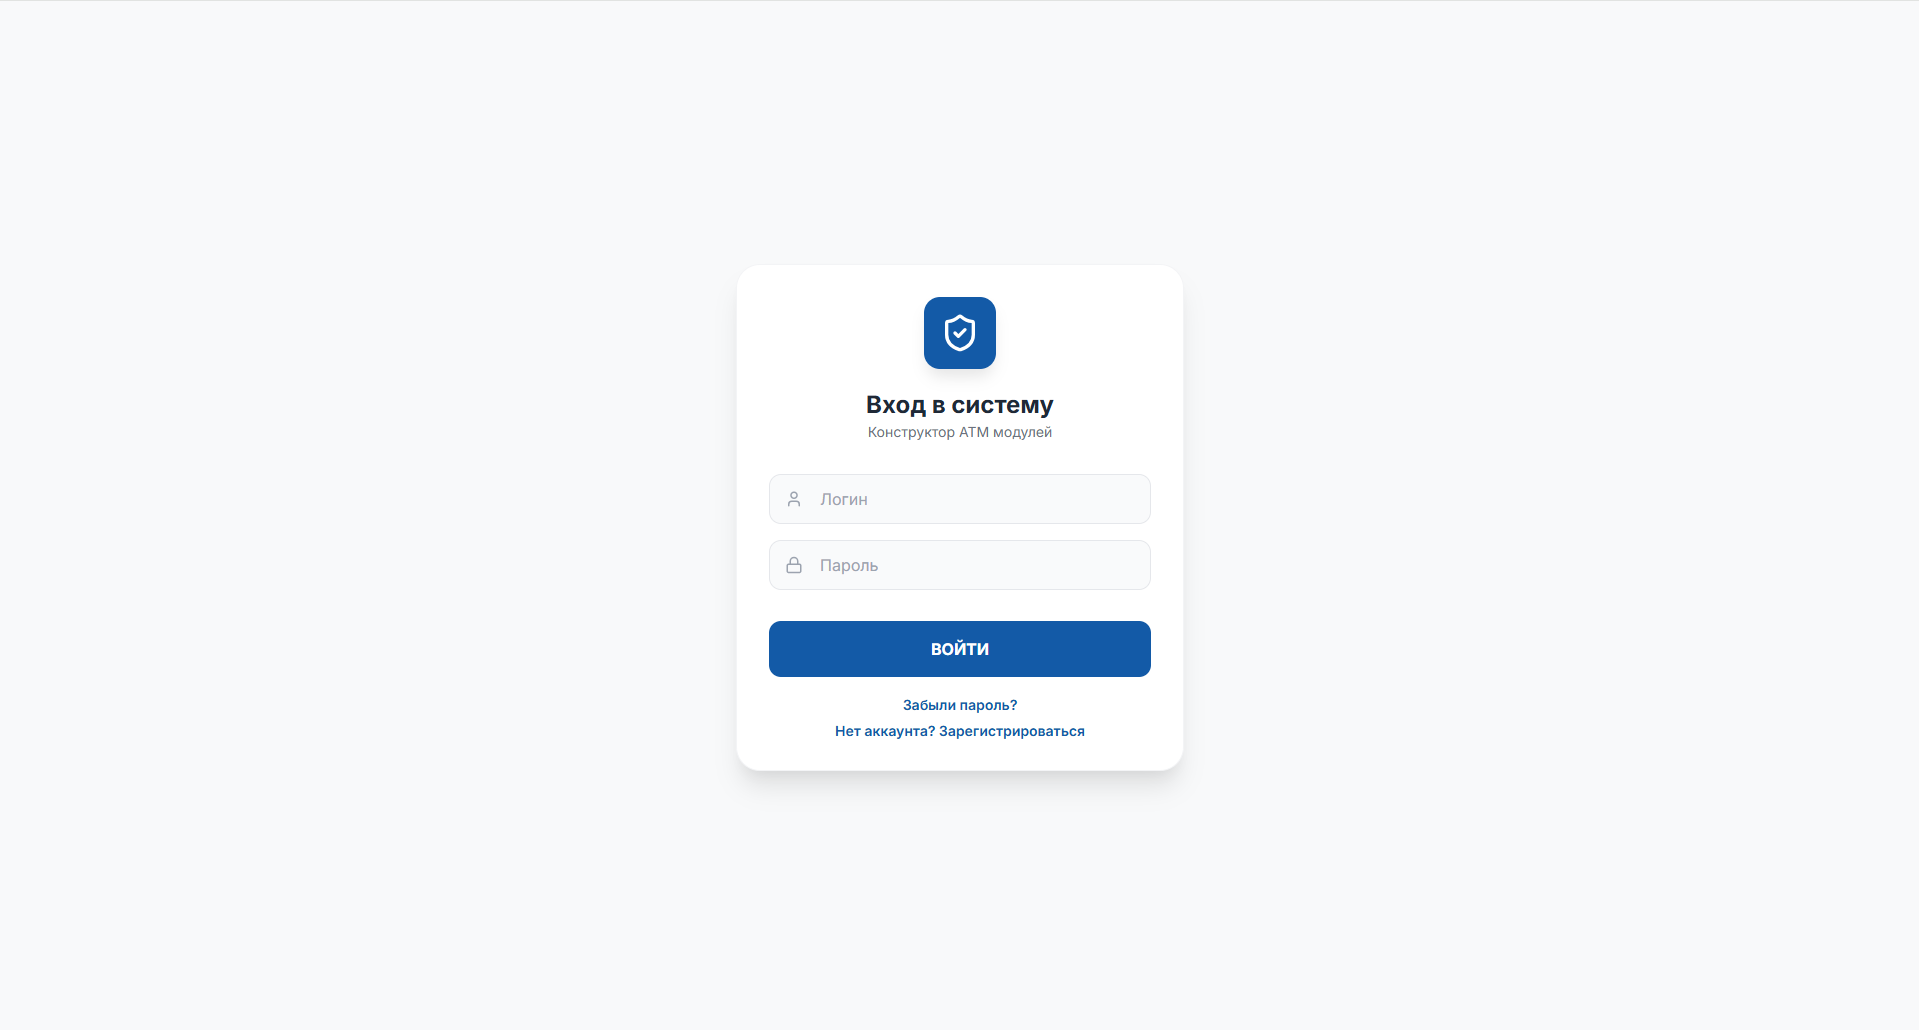 Вход в систему
Конструктор АТМ модулей
Логин
Пароль
ВОЙТИ
Забыли пароль?
Нет аккаунта? Зарегистрироваться